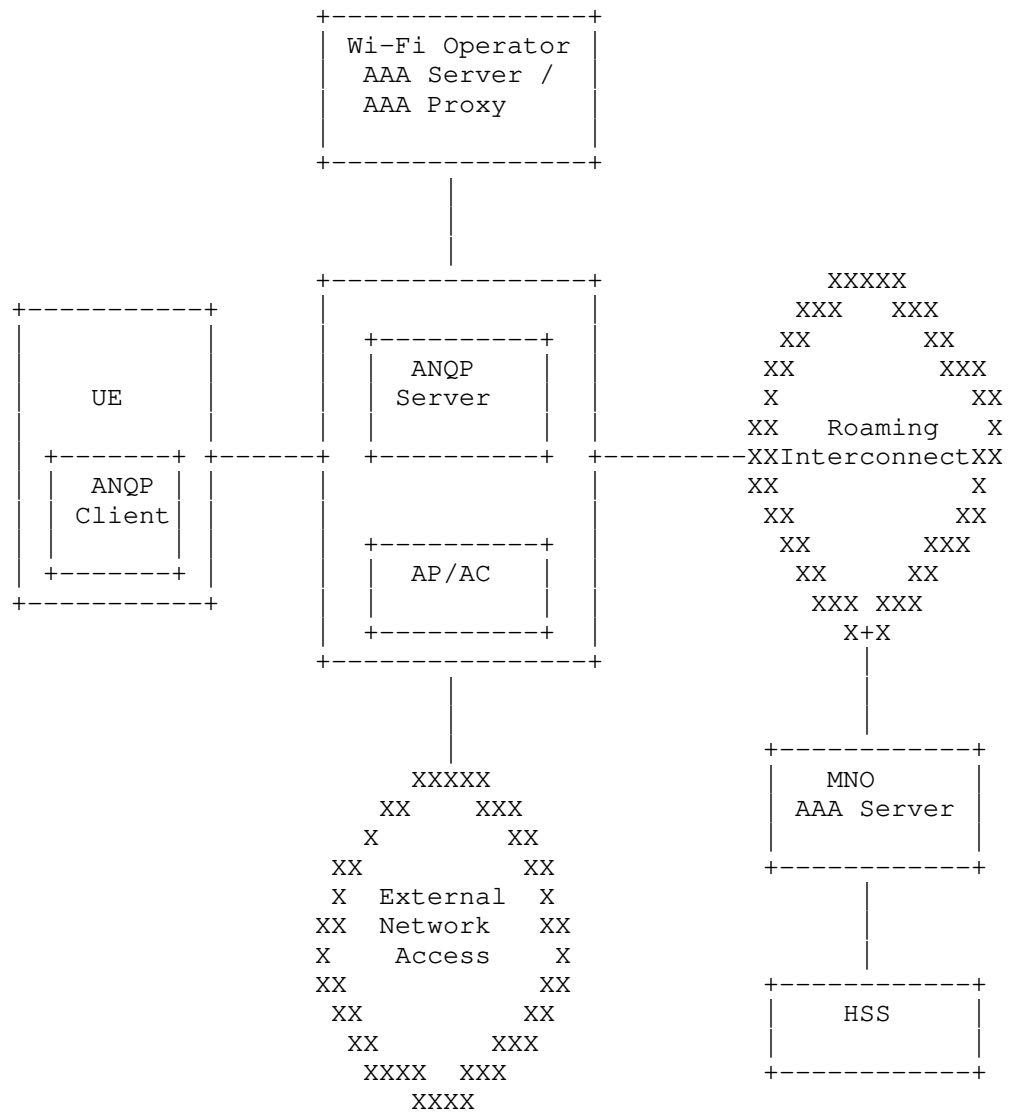 Wi-Fi Operator
AAA Server /
AAA Proxy
UE
ANQP
Client
ANQP
Server
AP/AC
Roaming
Interconnect
External
Network
Access
MNO
AAA Server
HSS